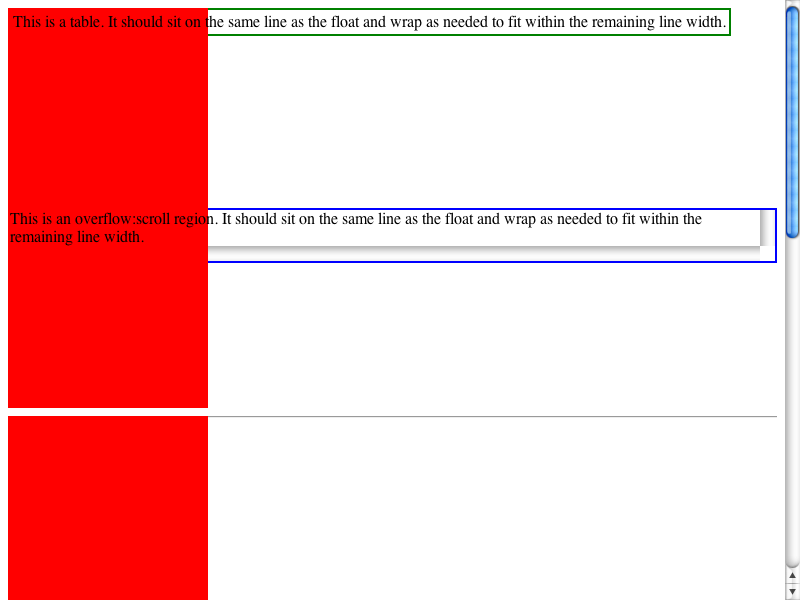 This is a table. It should sit on the same line as the float and wrap as needed to fit within the remaining line width.
This is an overflow:scroll region. It should sit on the same line as the float and wrap as needed to fit within the
remaining line width.